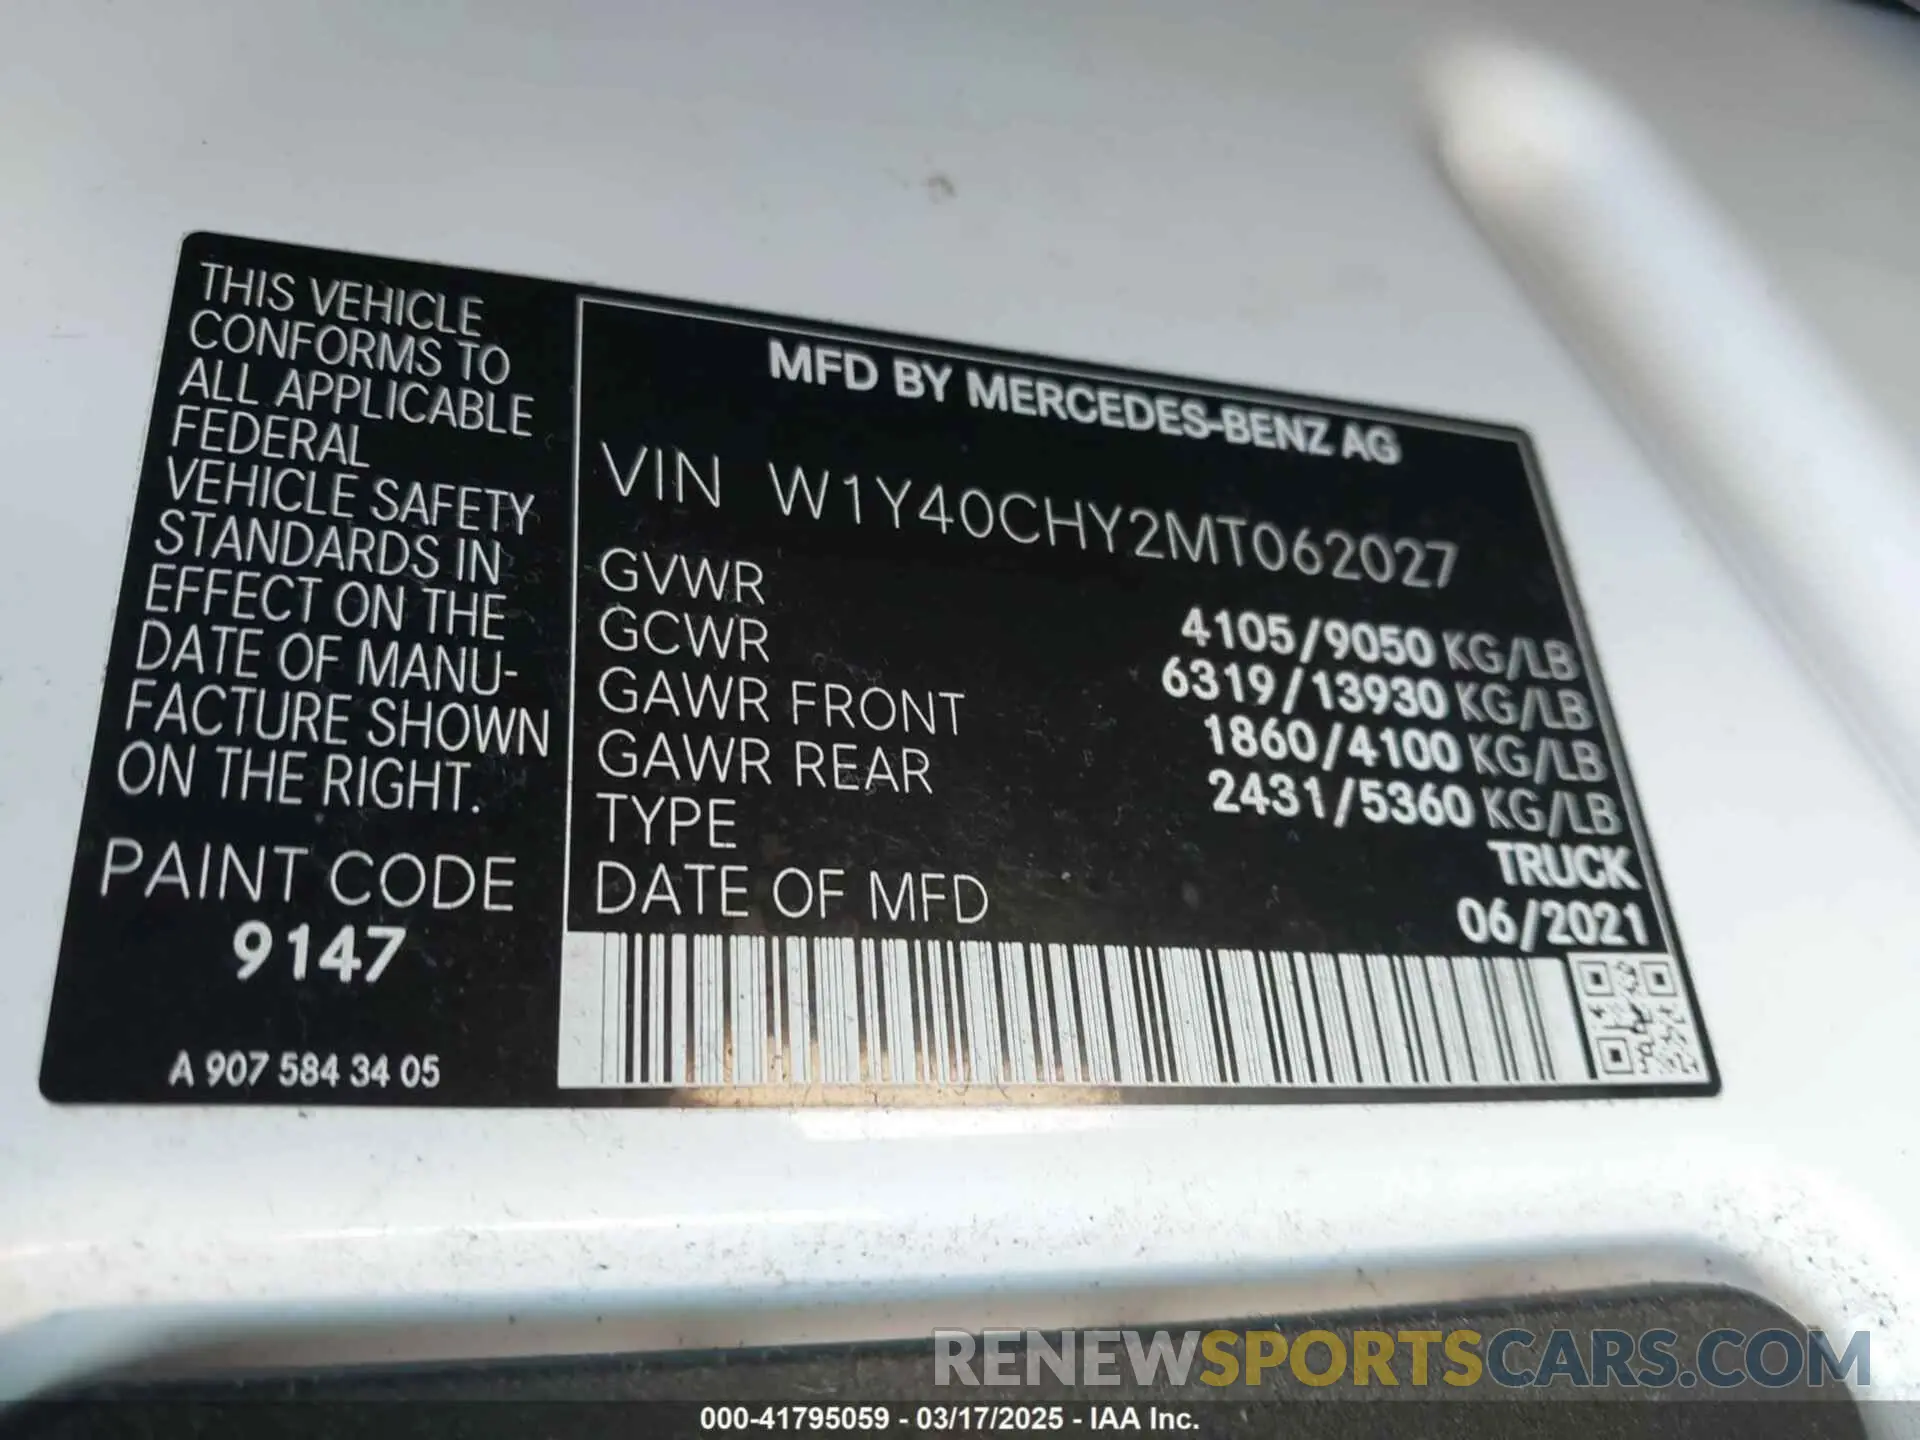 THIS VEHICLE
CONFORMS TO
ALL APPLICABLE
FEDERAL
VEHICLE SAFETY
STANDARDS IN
EFFECT ON THE
DATE OF MANU-
FACTURE SHOWN
ON THE RIGHT.
PAINT CODE
9147
A 907 584 34 05
MFD BY MERCEDES-BENZ AG
VIN W1Y40CHY2MT062027
GVWR 4105/9050 KG/LB
GCWR 6319/13930 KG/LB
GAWR FRONT 1860/4100 KG/LB
GAWR REAR 2431/5360 KG/LB
TYPE TRUCK
DATE OF MFD 06/2021
RENEWSPORTSCARS.COM
000-41795059 - 03/17/2025 - IAA Inc.